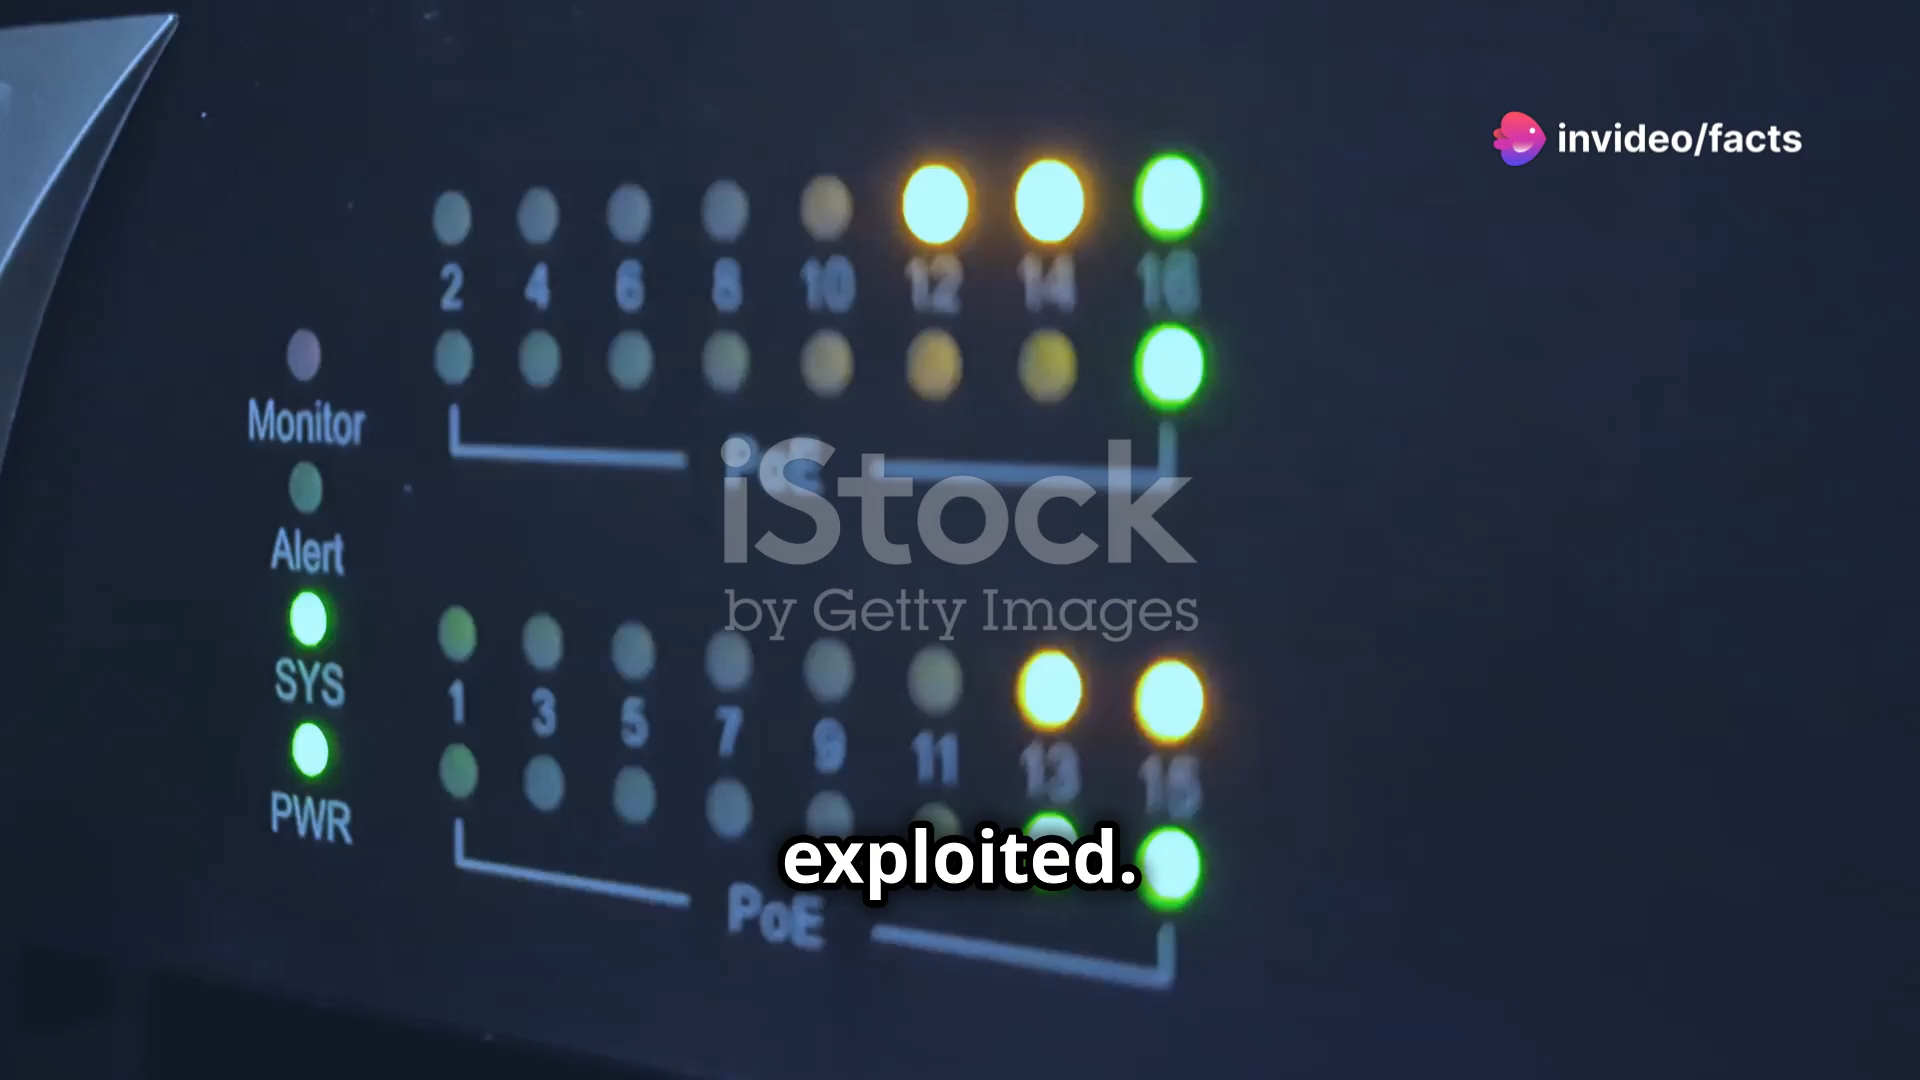 invideo/facts
2 4 6 8 10 12 14 16
Monitor
PoE
iStock
by Getty Images
Alert
SYS
1 3 5 7 9 11 13 15
PWR
exploited.
PoE